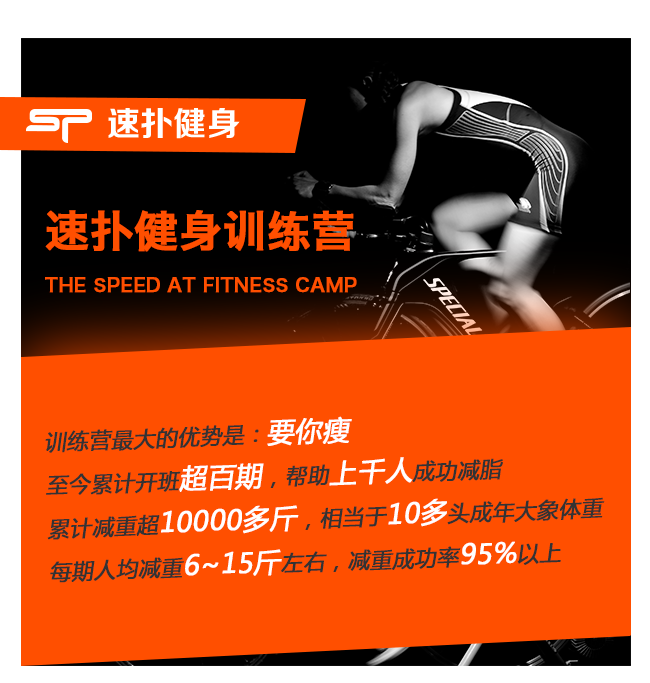 SP 速扑健身
速扑健身训练营
THE SPEED AT FITNESS CAMP
SPECIAL
训练营最大的优势是：要你瘦
至今累计开班超百期，帮助上千人成功减脂
累计减重超10000多斤，相当于10多头成年大象体重
每期人均减重6~15斤左右，减重成功率95%以上